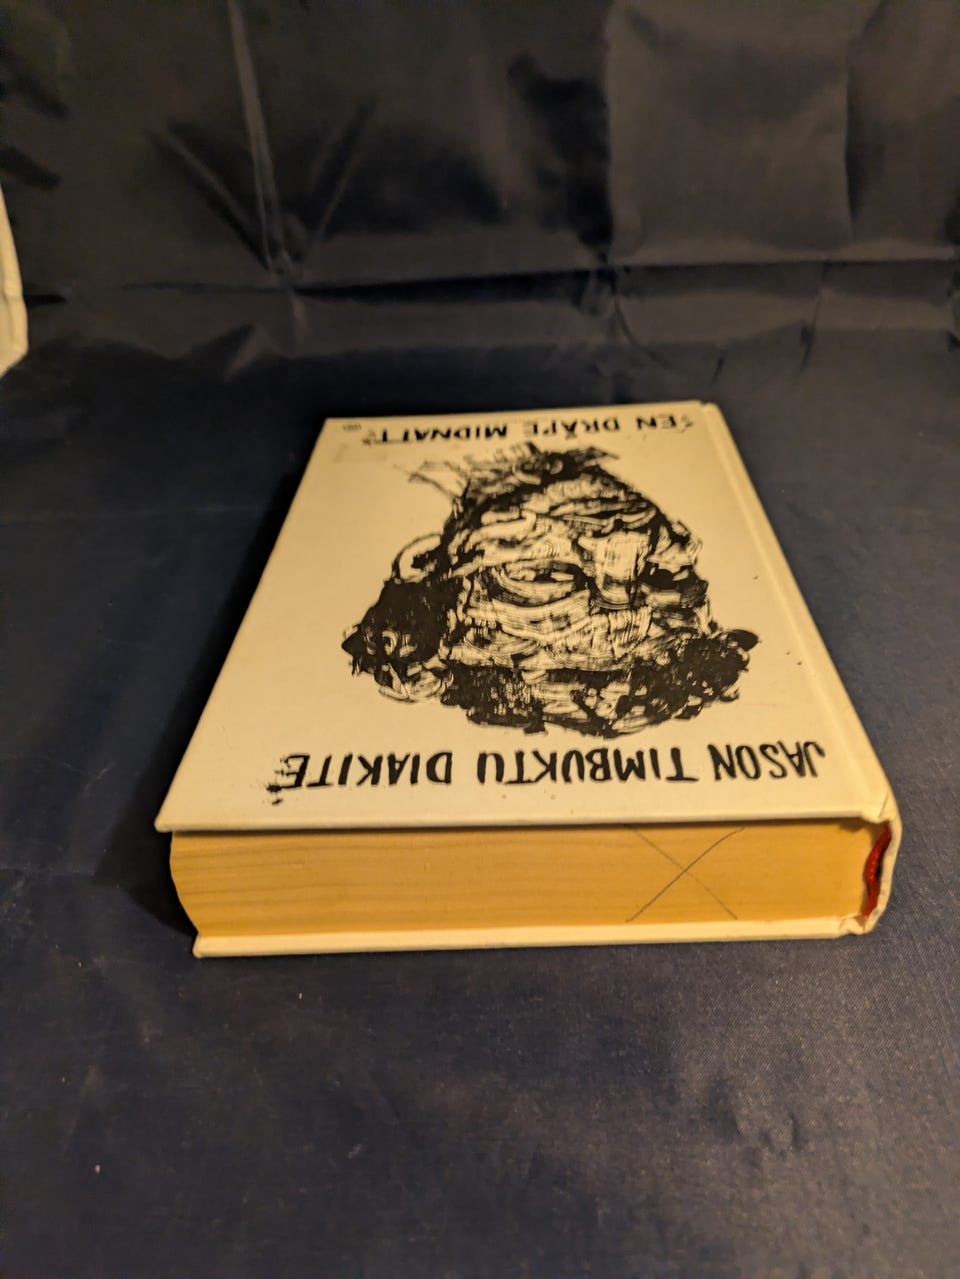 JASON TIMBUKTU DIAKITÉ
EN DRÅPE MIDNATT